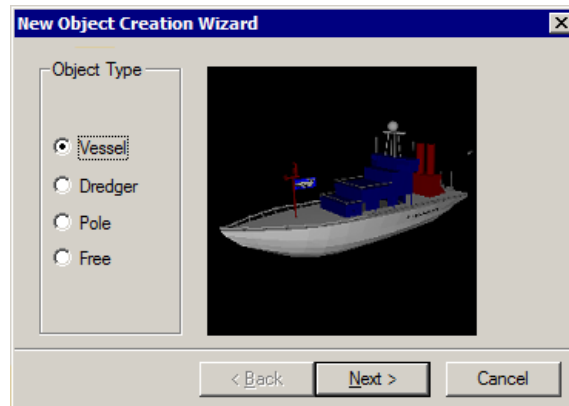 New Object Creation Wizard
Object Type
Vessel
Dredger
Pole
Free
< Back
Next >
Cancel